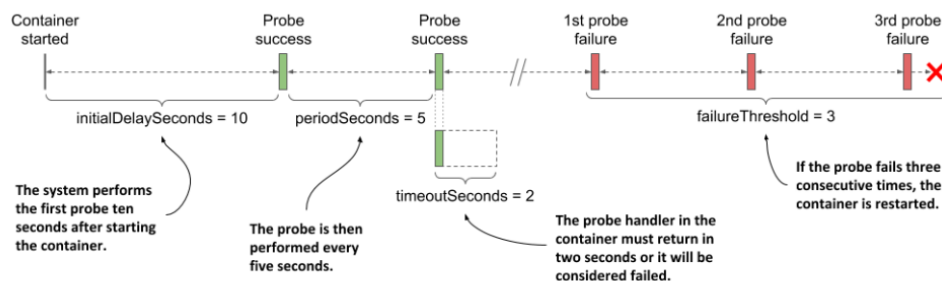 Container
started
Probe
success
Probe
success
1st probe
failure
2nd probe
failure
3rd probe
failure
initialDelaySeconds = 10
periodSeconds = 5
failureThreshold = 3
timeoutSeconds = 2
The system performs
the first probe ten
seconds after starting
the container.
The probe is then
performed every
five seconds.
The probe handler in the
container must return in
two seconds or it will be
considered failed.
If the probe fails three
consecutive times, the
container is restarted.